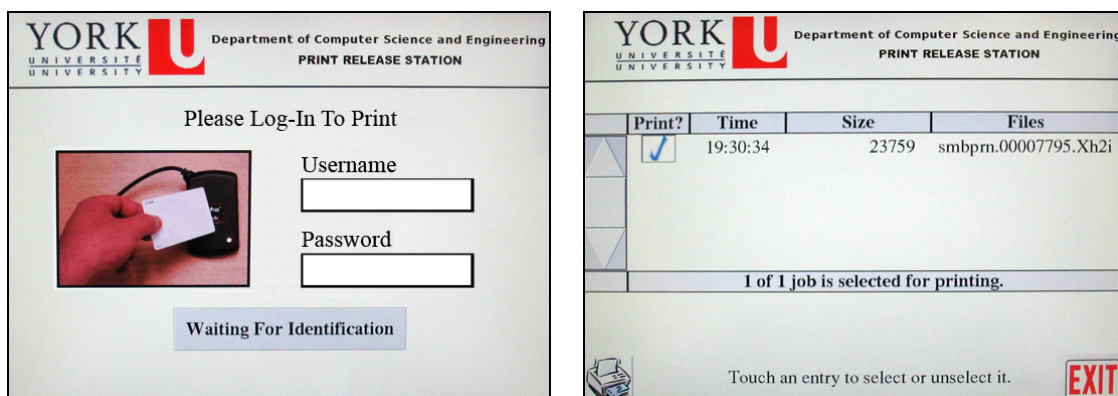 YORK U
UNIVERSITÉ
UNIVERSITY
Department of Computer Science and Engineering
PRINT RELEASE STATION
Please Log-In To Print
Username
Password
Waiting For Identification
YORK U
UNIVERSITÉ
UNIVERSITY
Department of Computer Science and Engineering
PRINT RELEASE STATION
Print? Time Size Files
19:30:34 23759 smbprn.00007795.Xh2i
1 of 1 job is selected for printing.
Touch an entry to select or unselect it.
EXIT